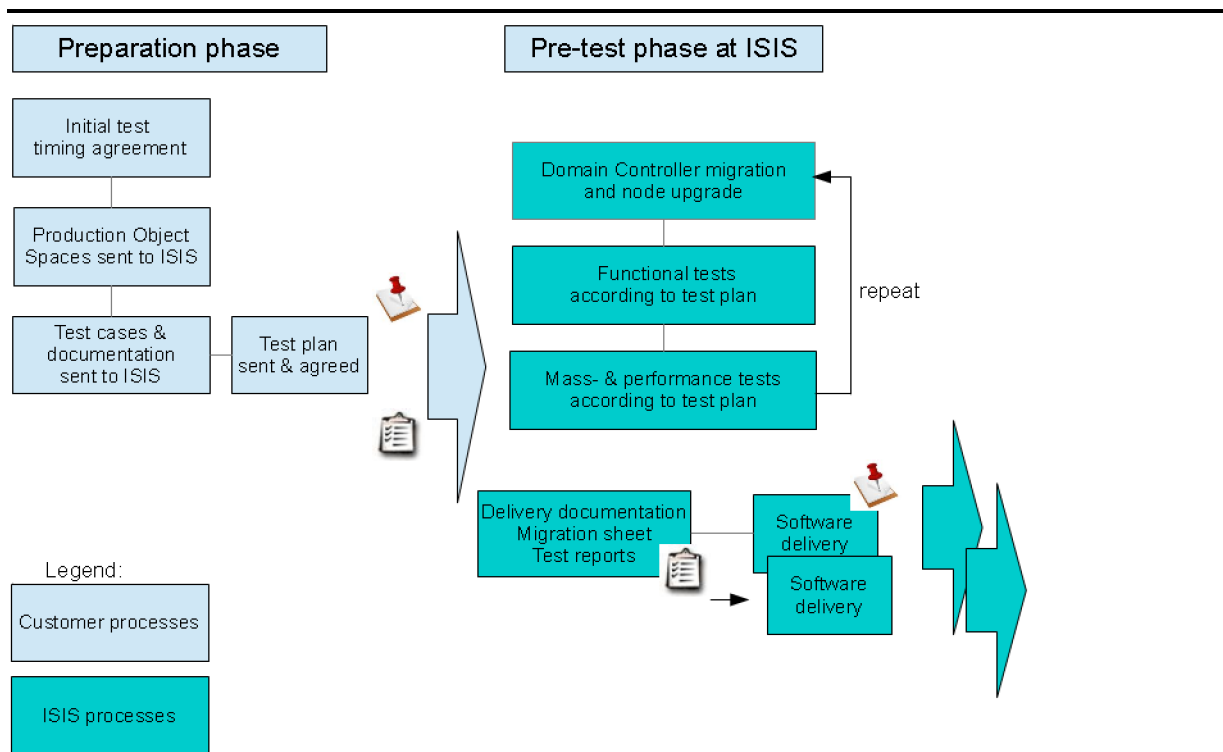 Preparation phase
Pre-test phase at ISIS
Initial test
timing agreement
Production Object
Spaces sent to ISIS
Test cases &
documentation
sent to ISIS
Test plan
sent & agreed
Domain Controller migration
and node upgrade
Functional tests
according to test plan
repeat
Mass- & performance tests
according to test plan
Delivery documentation
Migration sheet
Test reports
Software
delivery
Software
delivery
Legend:
Customer processes
ISIS processes